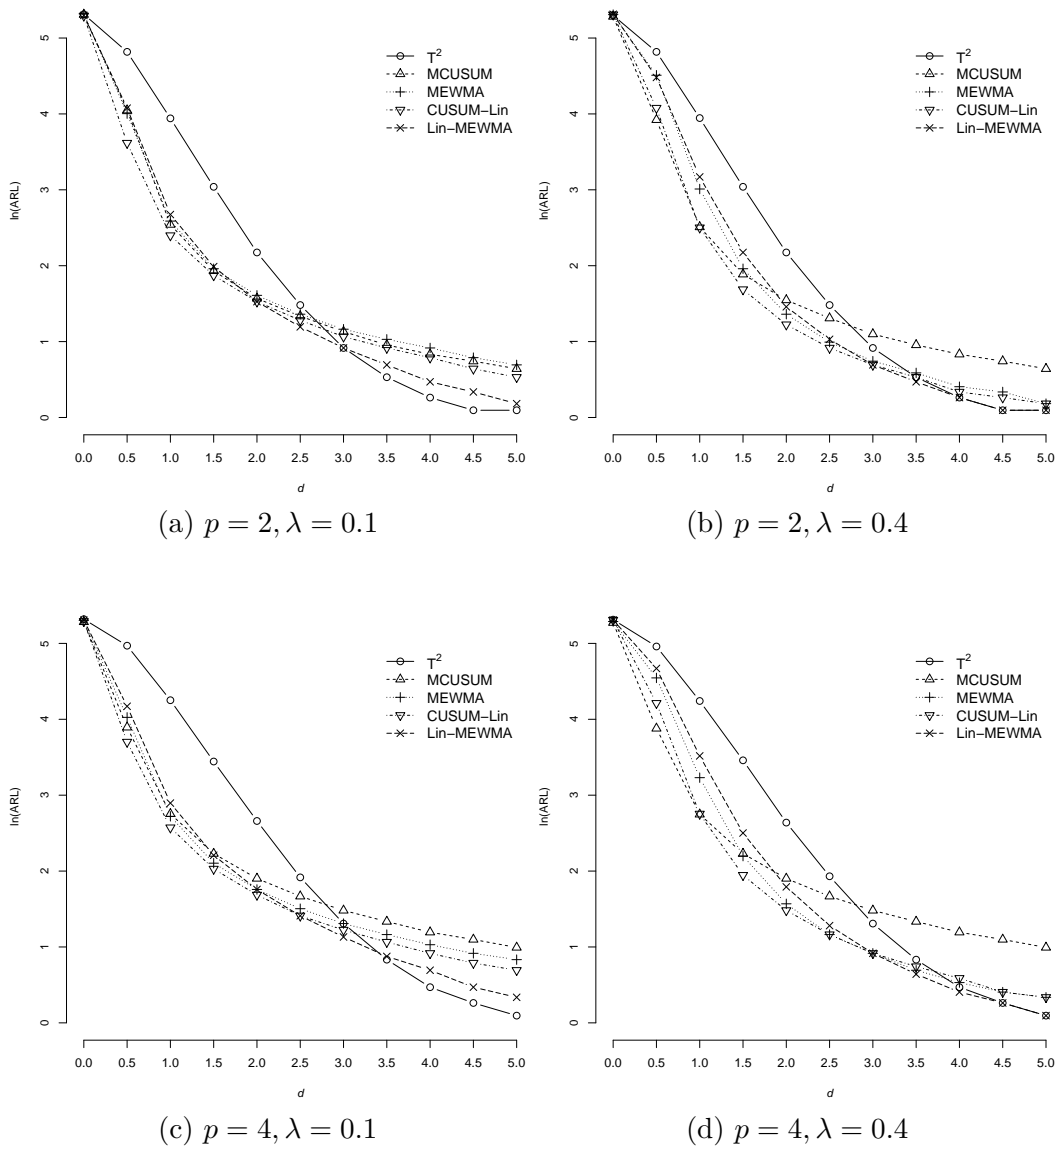 ln(ARL)
0 1 2 3 4 5
T²
MCUSUM
MEWMA
CUSUM−Lin
Lin−MEWMA
0.0 0.5 1.0 1.5 2.0 2.5 3.0 3.5 4.0 4.5 5.0
d
(a) p = 2, λ = 0.1
ln(ARL)
0 1 2 3 4 5
T²
MCUSUM
MEWMA
CUSUM−Lin
Lin−MEWMA
0.0 0.5 1.0 1.5 2.0 2.5 3.0 3.5 4.0 4.5 5.0
d
(b) p = 2, λ = 0.4
ln(ARL)
0 1 2 3 4 5
T²
MCUSUM
MEWMA
CUSUM−Lin
Lin−MEWMA
0.0 0.5 1.0 1.5 2.0 2.5 3.0 3.5 4.0 4.5 5.0
d
(c) p = 4, λ = 0.1
ln(ARL)
0 1 2 3 4 5
T²
MCUSUM
MEWMA
CUSUM−Lin
Lin−MEWMA
0.0 0.5 1.0 1.5 2.0 2.5 3.0 3.5 4.0 4.5 5.0
d
(d) p = 4, λ = 0.4